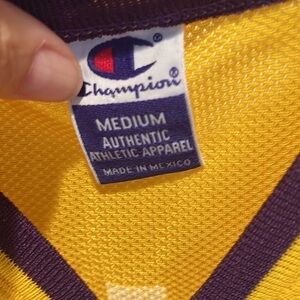 Champion®
MEDIUM
AUTHENTIC
ATHLETIC APPAREL
MADE IN MEXICO